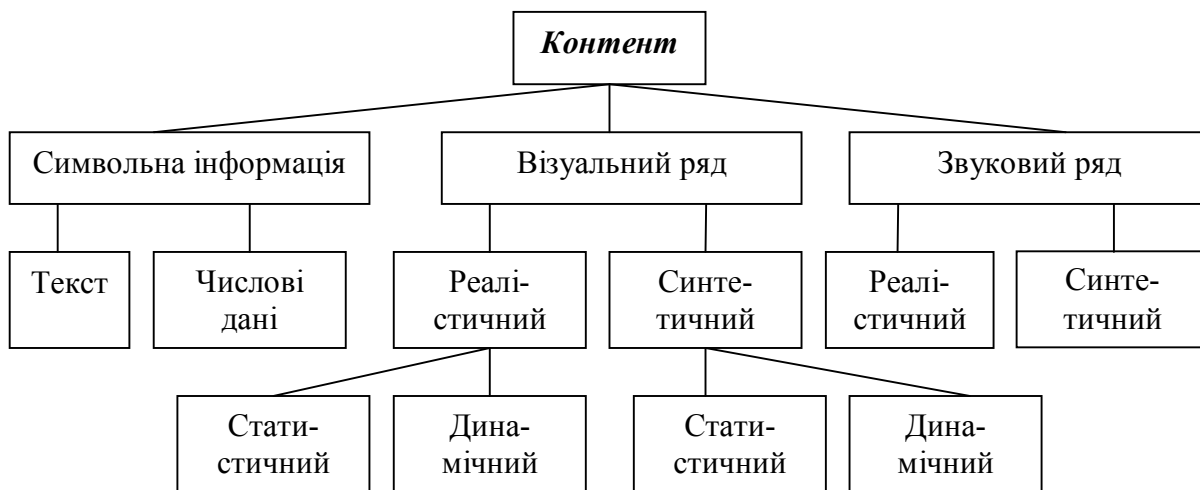 Контент
Символьна інформація
Візуальний ряд
Звуковий ряд
Текст
Числові
дані
Реалі-
стичний
Синте-
тичний
Реалі-
стичний
Синте-
тичний
Стати-
стичний
Дина-
мічний
Стати-
стичний
Дина-
мічний